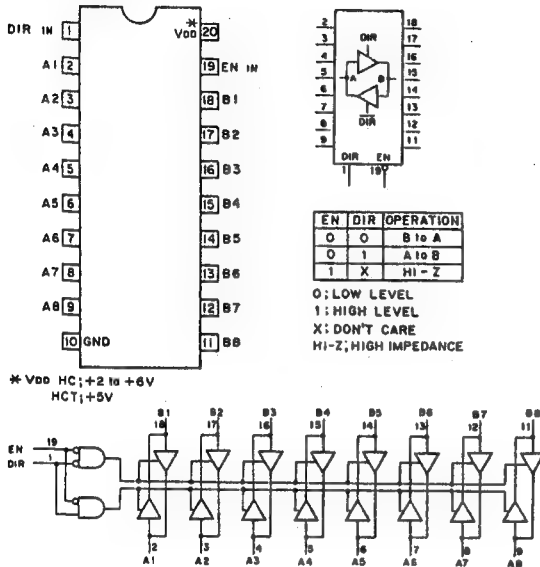 DIR IN 1
A1 2
A2 3
A3 4
A4 5
A5 6
A6 7
A7 8
A8 9
10 GND
* VDD 20
19 EN IN
18 B1
17 B2
16 B3
15 B4
14 B5
13 B6
12 B7
11 B8
* VDD HC;+2 to +6V
HCT;+5V
2 18
3 17
4 16
5 15
6 14
7 13
8 12
9 11
DIR
A B
DIR
DIR EN
1 19
EN DIR OPERATION
0 0 B to A
0 1 A to B
1 X HI-Z
0;LOW LEVEL
1;HIGH LEVEL
X;DON'T CARE
HI-Z;HIGH IMPEDANCE
B1 B2 B3 B4 B5 B6 B7 B8
18 17 16 15 14 13 12 11
EN 19
DIR 1
2 3 4 5 6 7 8 9
A1 A2 A3 A4 A5 A6 A7 A8